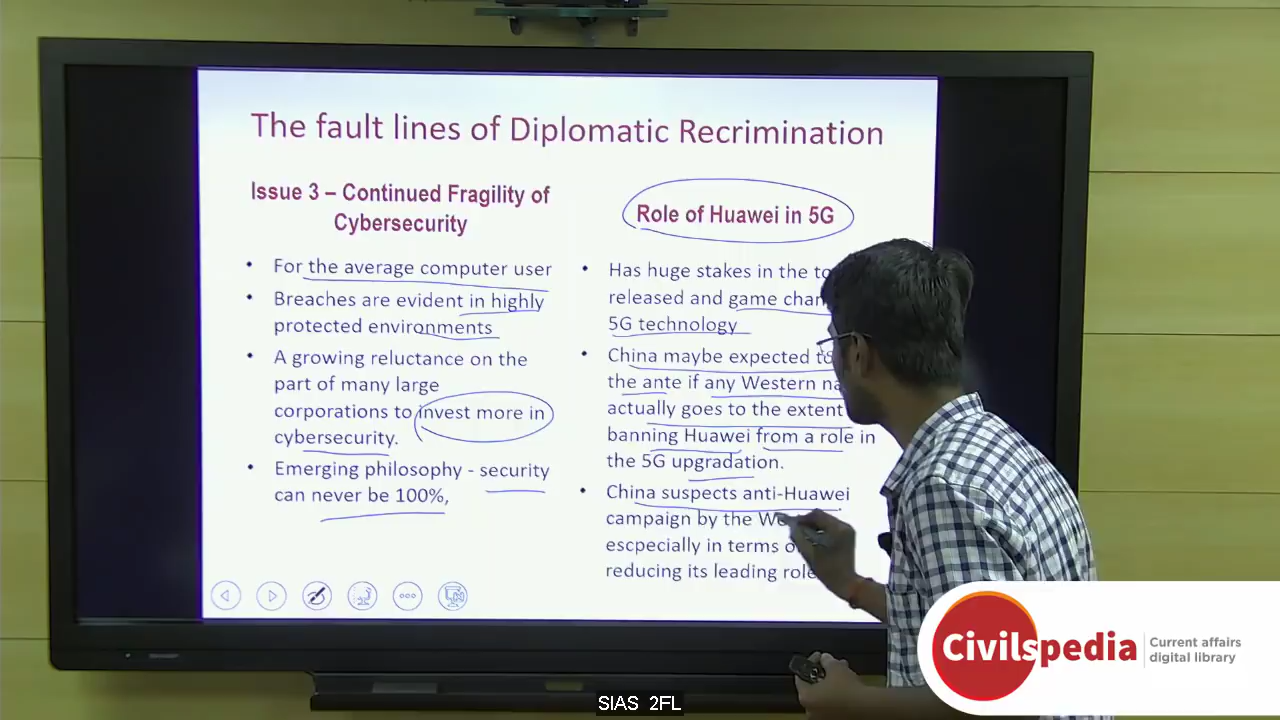 The fault lines of Diplomatic Recrimination
Issue 3 – Continued Fragility of
Cybersecurity
• For the average computer user
• Breaches are evident in highly
protected environments
• A growing reluctance on the
part of many large
corporations to invest more in
cybersecurity.
• Emerging philosophy - security
can never be 100%,
Role of Huawei in 5G
• Has huge stakes in the
released and game
5G technology
• China maybe expected to
the ante if any Western
actually goes to the extent
banning Huawei from a role in
the 5G upgradation.
• China suspects anti-Huawei
campaign by the
escpecially in terms
reducing its leading role
Civilspedia
Current affairs
digital library
SIAS 2FL